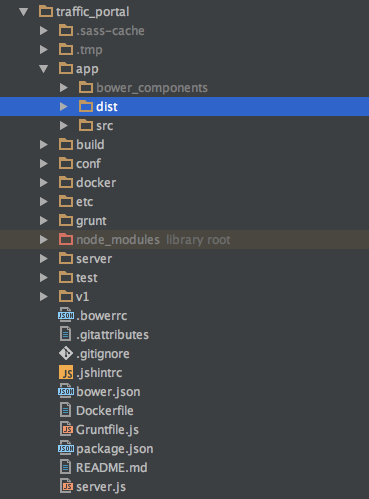 traffic_portal
.sass-cache
.tmp
app
bower_components
dist
src
build
conf
docker
etc
grunt
node_modules library root
server
test
v1
.bowerrc
.gitattributes
.gitignore
.jshintrc
bower.json
Dockerfile
Gruntfile.js
package.json
README.md
server.js